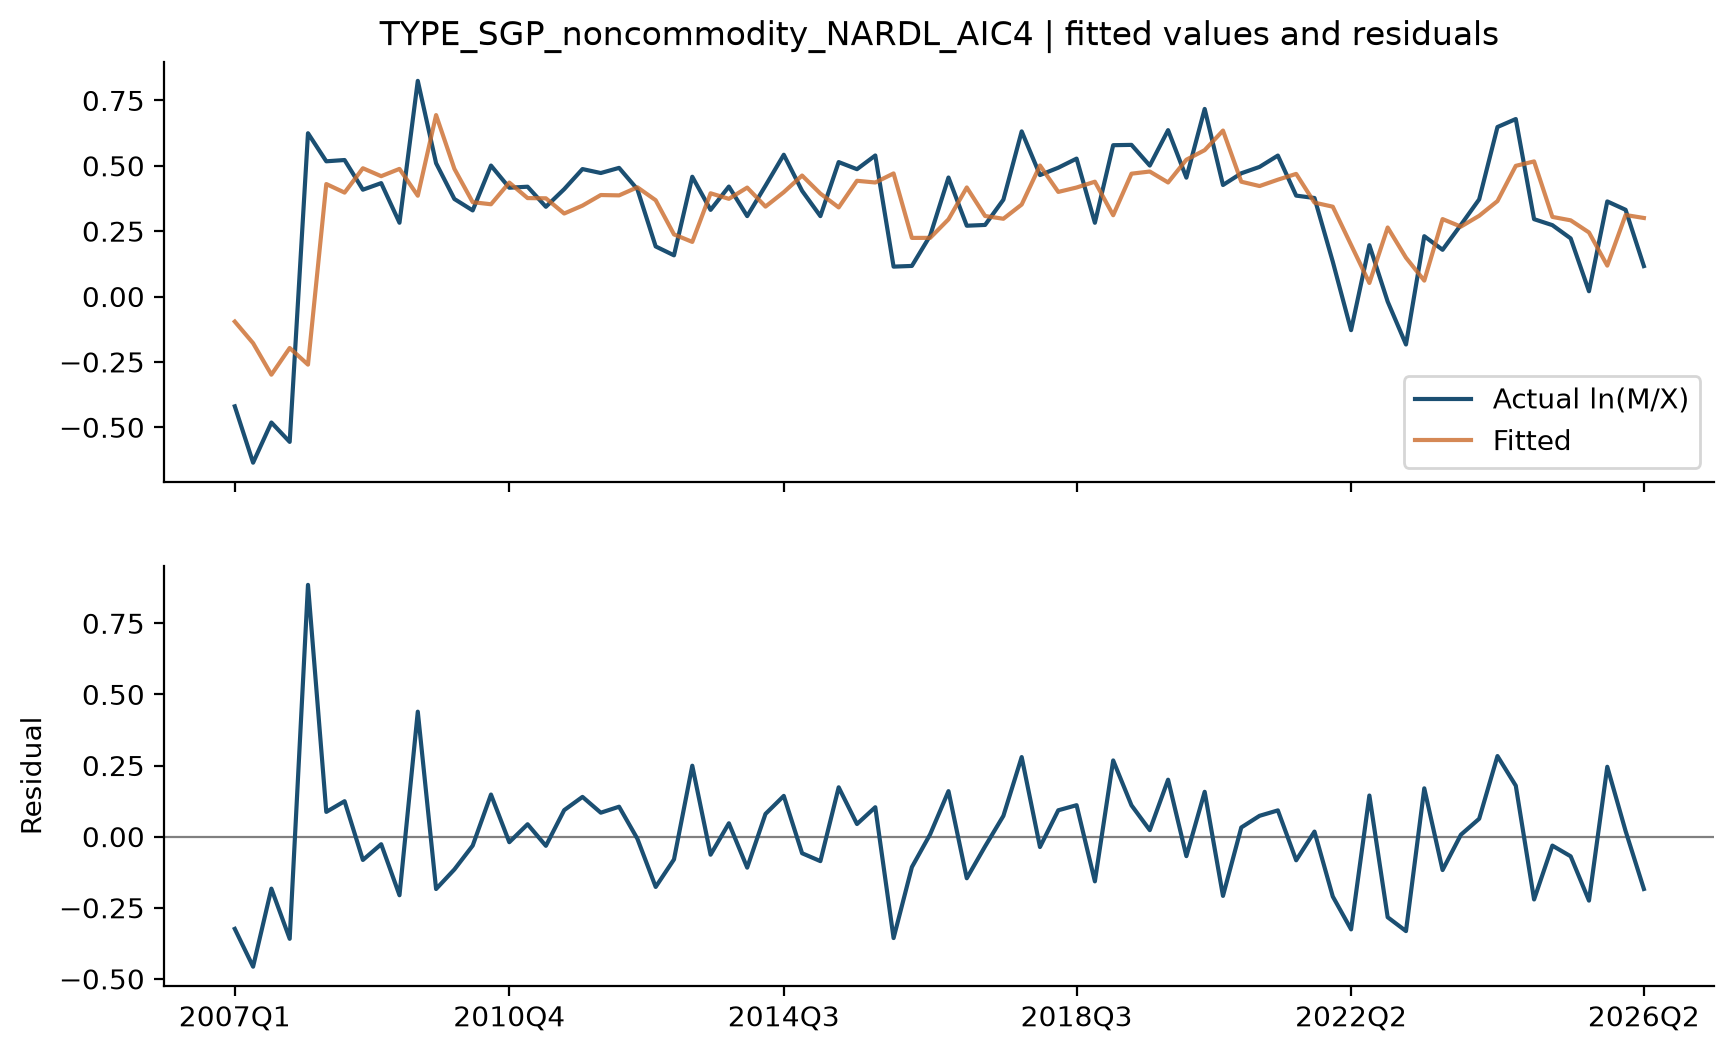 TYPE_SGP_noncommodity_NARDL_AIC4 | fitted values and residuals
0.75
0.50
0.25
0.00
−0.25
−0.50
Actual ln(M/X)
Fitted
Residual
0.75
0.50
0.25
0.00
−0.25
−0.50
2007Q1 2010Q4 2014Q3 2018Q3 2022Q2 2026Q2